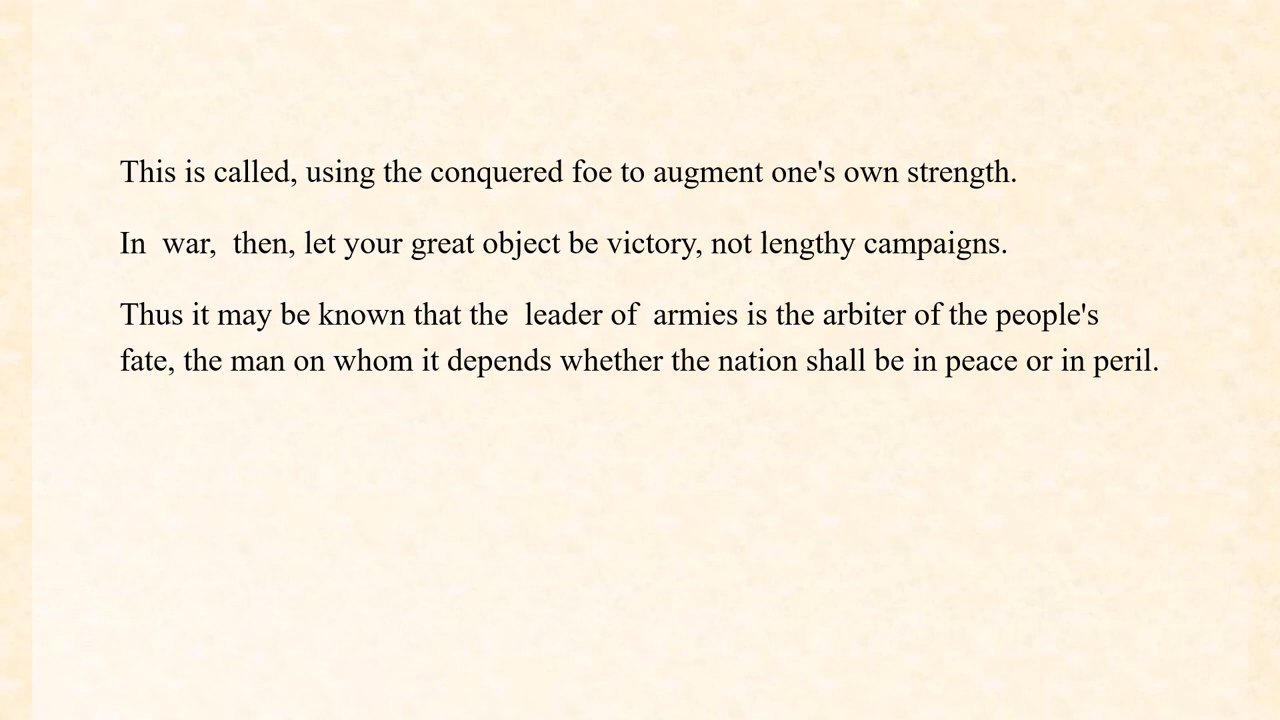 This is called, using the conquered foe to augment one's own strength.
In  war,  then, let your great object be victory, not lengthy campaigns.
Thus it may be known that the  leader of  armies is the arbiter of the people's
fate, the man on whom it depends whether the nation shall be in peace or in peril.